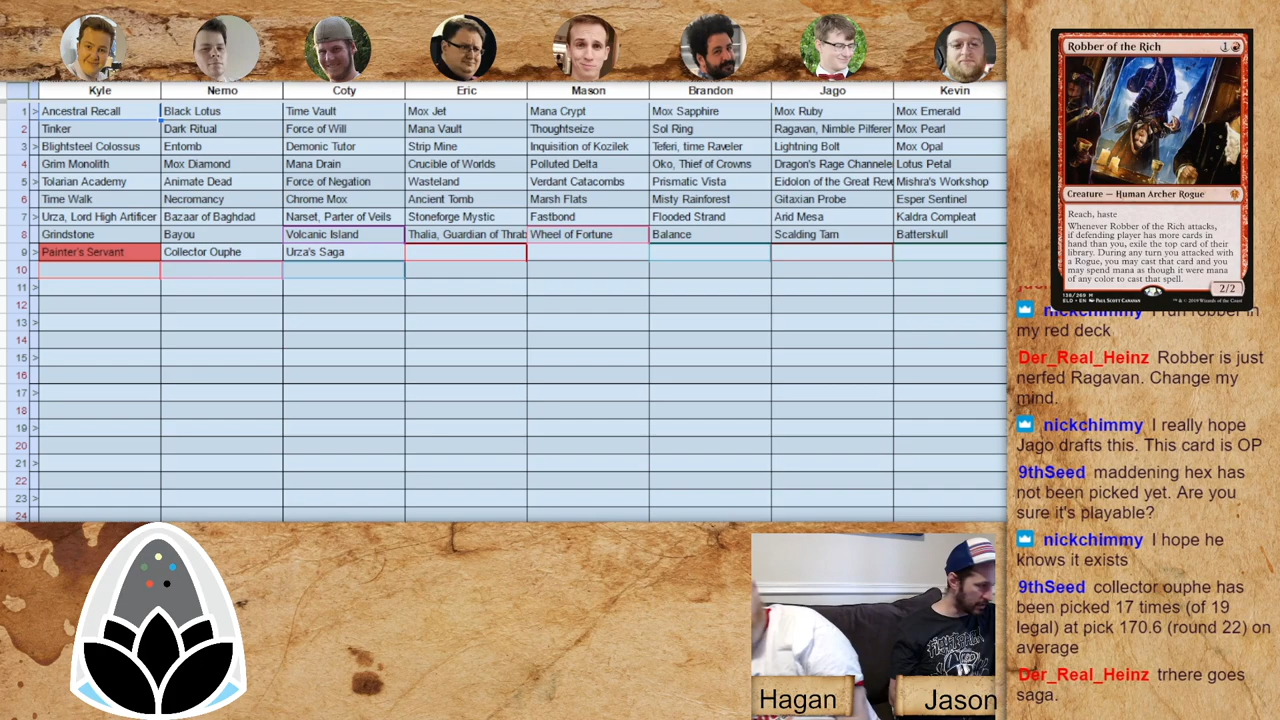 Kyle Nemo Coty Eric Mason Brandon Jago Kevin
1 > Ancestral Recall Black Lotus Time Vault Mox Jet Mana Crypt Mox Sapphire Mox Ruby Mox Emerald
2 Tinker Dark Ritual Force of Will Mana Vault Thoughtseize Sol Ring Ragavan, Nimble Pilferer Mox Pearl
3 > Blightsteel Colossus Entomb Demonic Tutor Strip Mine Inquisition of Kozilek Teferi, time Raveler Lightning Bolt Mox Opal
4 Grim Monolith Mox Diamond Mana Drain Crucible of Worlds Polluted Delta Oko, Thief of Crowns Dragon's Rage Channele Lotus Petal
5 > Tolarian Academy Animate Dead Force of Negation Wasteland Verdant Catacombs Prismatic Vista Eidolon of the Great Rev Mishra's Workshop
6 Time Walk Necromancy Chrome Mox Ancient Tomb Marsh Flats Misty Rainforest Gitaxian Probe Esper Sentinel
7 > Urza, Lord High Artificer Bazaar of Baghdad Narset, Parter of Veils Stoneforge Mystic Fastbond Flooded Strand Arid Mesa Kaldra Compleat
8 Grindstone Bayou Volcanic Island Thalia, Guardian of Thrab Wheel of Fortune Balance Scalding Tarn Batterskull
9 > Painter's Servant Collector Ouphe Urza's Saga
10
11 >
12
13 >
14
15 >
16
17 >
18
19 >
20
21 >
22
23 >
24
Robber of the Rich 1
Creature — Human Archer Rogue
Reach, haste
Whenever Robber of the Rich attacks,
if defending player has more cards in
hand than you, exile the top card of their
library. During any turn you attacked with
a Rogue, you may cast that card and you
may spend mana as though it were mana
of any color to cast that spell.
2/2
138/269 M
ELD • EN PAUL SCOTT CANAVAN
nickchimmy I run robber in
my red deck
Der_Real_Heinz Robber is just
nerfed Ragavan. Change my
mind.
nickchimmy I really hope
Jago drafts this. This card is OP
9thSeed maddening hex has
not been picked yet. Are you
sure it's playable?
nickchimmy I hope he
knows it exists
9thSeed collector ouphe has
been picked 17 times (of 19
legal) at pick 170.6 (round 22) on
average
Der_Real_Heinz trhere goes
saga.
Hagan
Jason